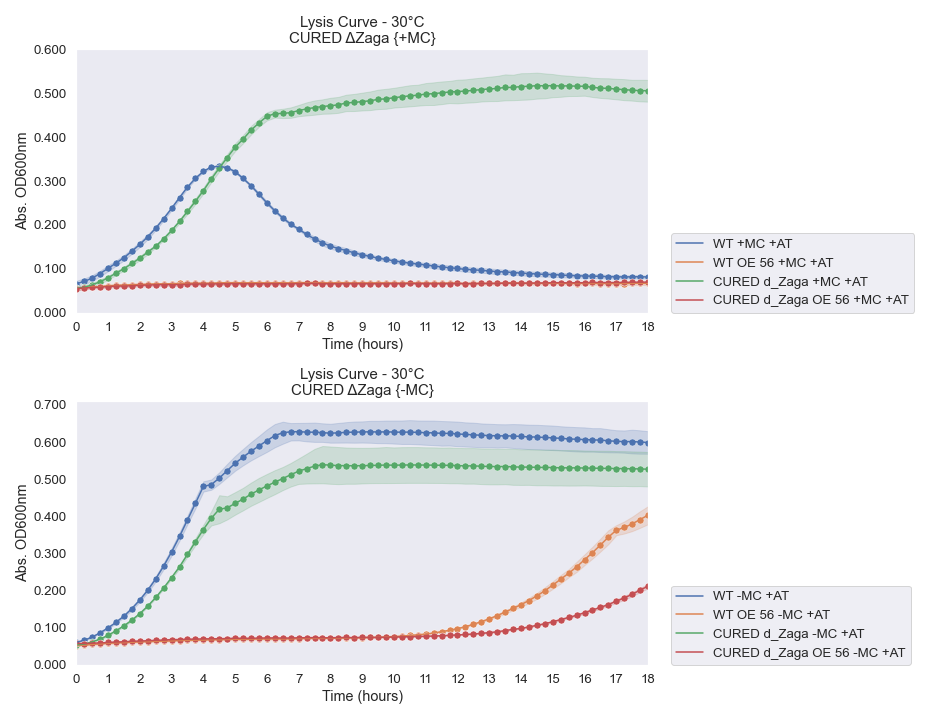 Lysis Curve - 30°C
CURED ΔZaga {+MC}
0.600
0.500
0.400
0.300
0.200
0.100
0.000
Abs. OD600nm
0 1 2 3 4 5 6 7 8 9 10 11 12 13 14 15 16 17 18
Time (hours)
WT +MC +AT
WT OE 56 +MC +AT
CURED d_Zaga +MC +AT
CURED d_Zaga OE 56 +MC +AT
Lysis Curve - 30°C
CURED ΔZaga {-MC}
0.700
0.600
0.500
0.400
0.300
0.200
0.100
0.000
Abs. OD600nm
0 1 2 3 4 5 6 7 8 9 10 11 12 13 14 15 16 17 18
Time (hours)
WT -MC +AT
WT OE 56 -MC +AT
CURED d_Zaga -MC +AT
CURED d_Zaga OE 56 -MC +AT